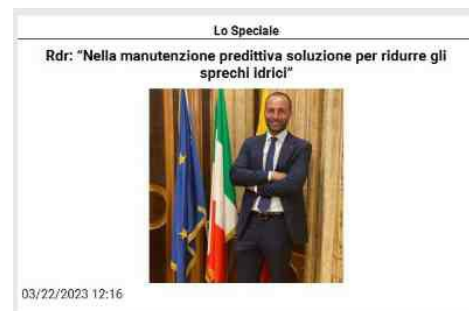 Lo Speciale
Rdr: “Nella manutenzione predittiva soluzione per ridurre gli
sprechi idrici”
03/22/2023 12:16